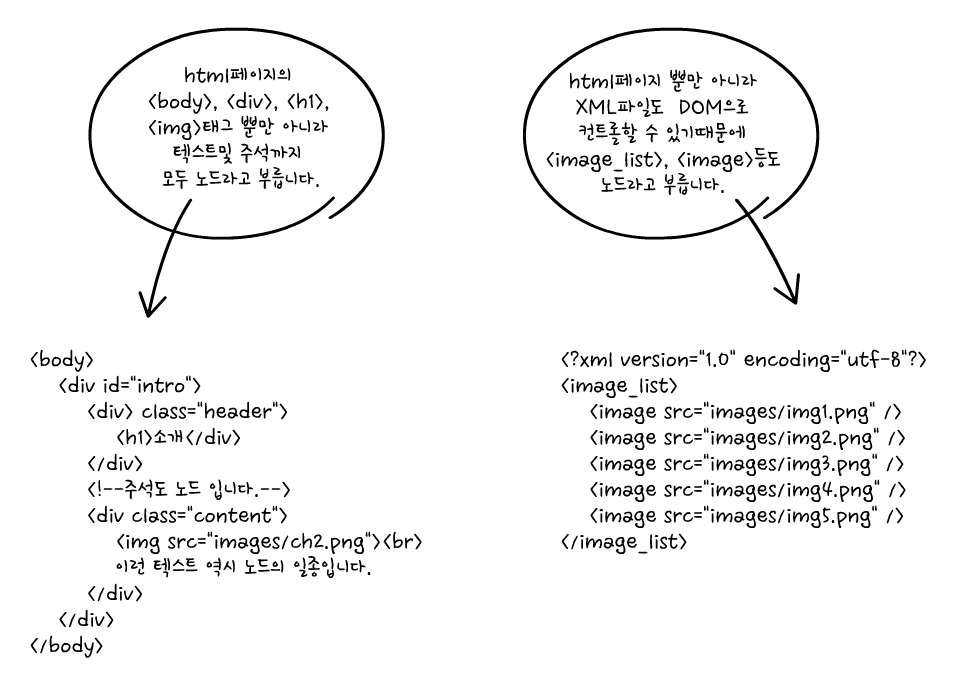 html페이지의
<body>, <div>, <h1>,
<img>태그 뿐만 아니라
텍스트및 주석까지
모두 노드라고 부릅니다.
html페이지 뿐만 아니라
XML파일도 DOM으로
컨트롤할 수 있기때문에
<image_list>, <image>등도
노드라고 부릅니다.
<body>
<div id="intro">
<div> class="header">
<h1>소개</div>
</div>
<!--주석도 노드 입니다.-->
<div class="content">
<img src="images/ch2.png"><br>
이런 텍스트 역시 노드의 일종입니다.
</div>
</div>
</body>
<?xml version="1.0" encoding="utf-8"?>
<image_list>
<image src="images/img1.png" />
<image src="images/img2.png" />
<image src="images/img3.png" />
<image src="images/img4.png" />
<image src="images/img5.png" />
</image_list>